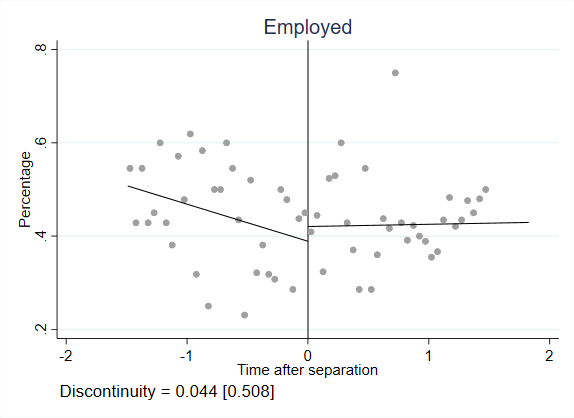 Employed
Percentage
.8
.6
.4
.2
-2 -1 0 1 2
Time after separation
Discontinuity = 0.044 [0.508]